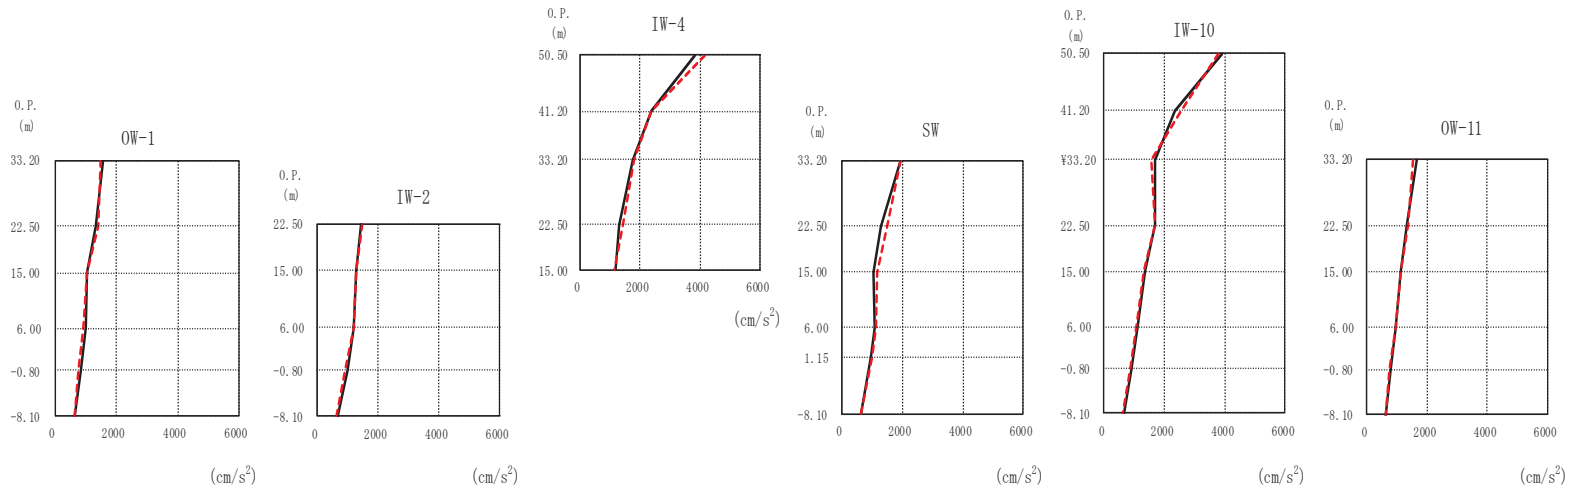 O.P.
(m)
OW-1
33.20
22.50
15.00
6.00
-0.80
-8.10
0
2000
4000
6000
(cm/s²)
O.P.
(m)
IW-2
22.50
15.00
6.00
-0.80
-8.10
0
2000
4000
6000
(cm/s²)
O.P.
(m)
IW-4
50.50
41.20
33.20
22.50
15.00
0
2000
4000
6000
(cm/s²)
O.P.
(m)
SW
33.20
22.50
15.00
6.00
1.15
-8.10
0
2000
4000
6000
(cm/s²)
O.P.
(m)
IW-10
50.50
41.20
¥33.20
22.50
15.00
6.00
-0.80
-8.10
0
2000
4000
6000
(cm/s²)
O.P.
(m)
OW-11
33.20
22.50
15.00
6.00
-0.80
-8.10
0
2000
4000
6000
(cm/s²)